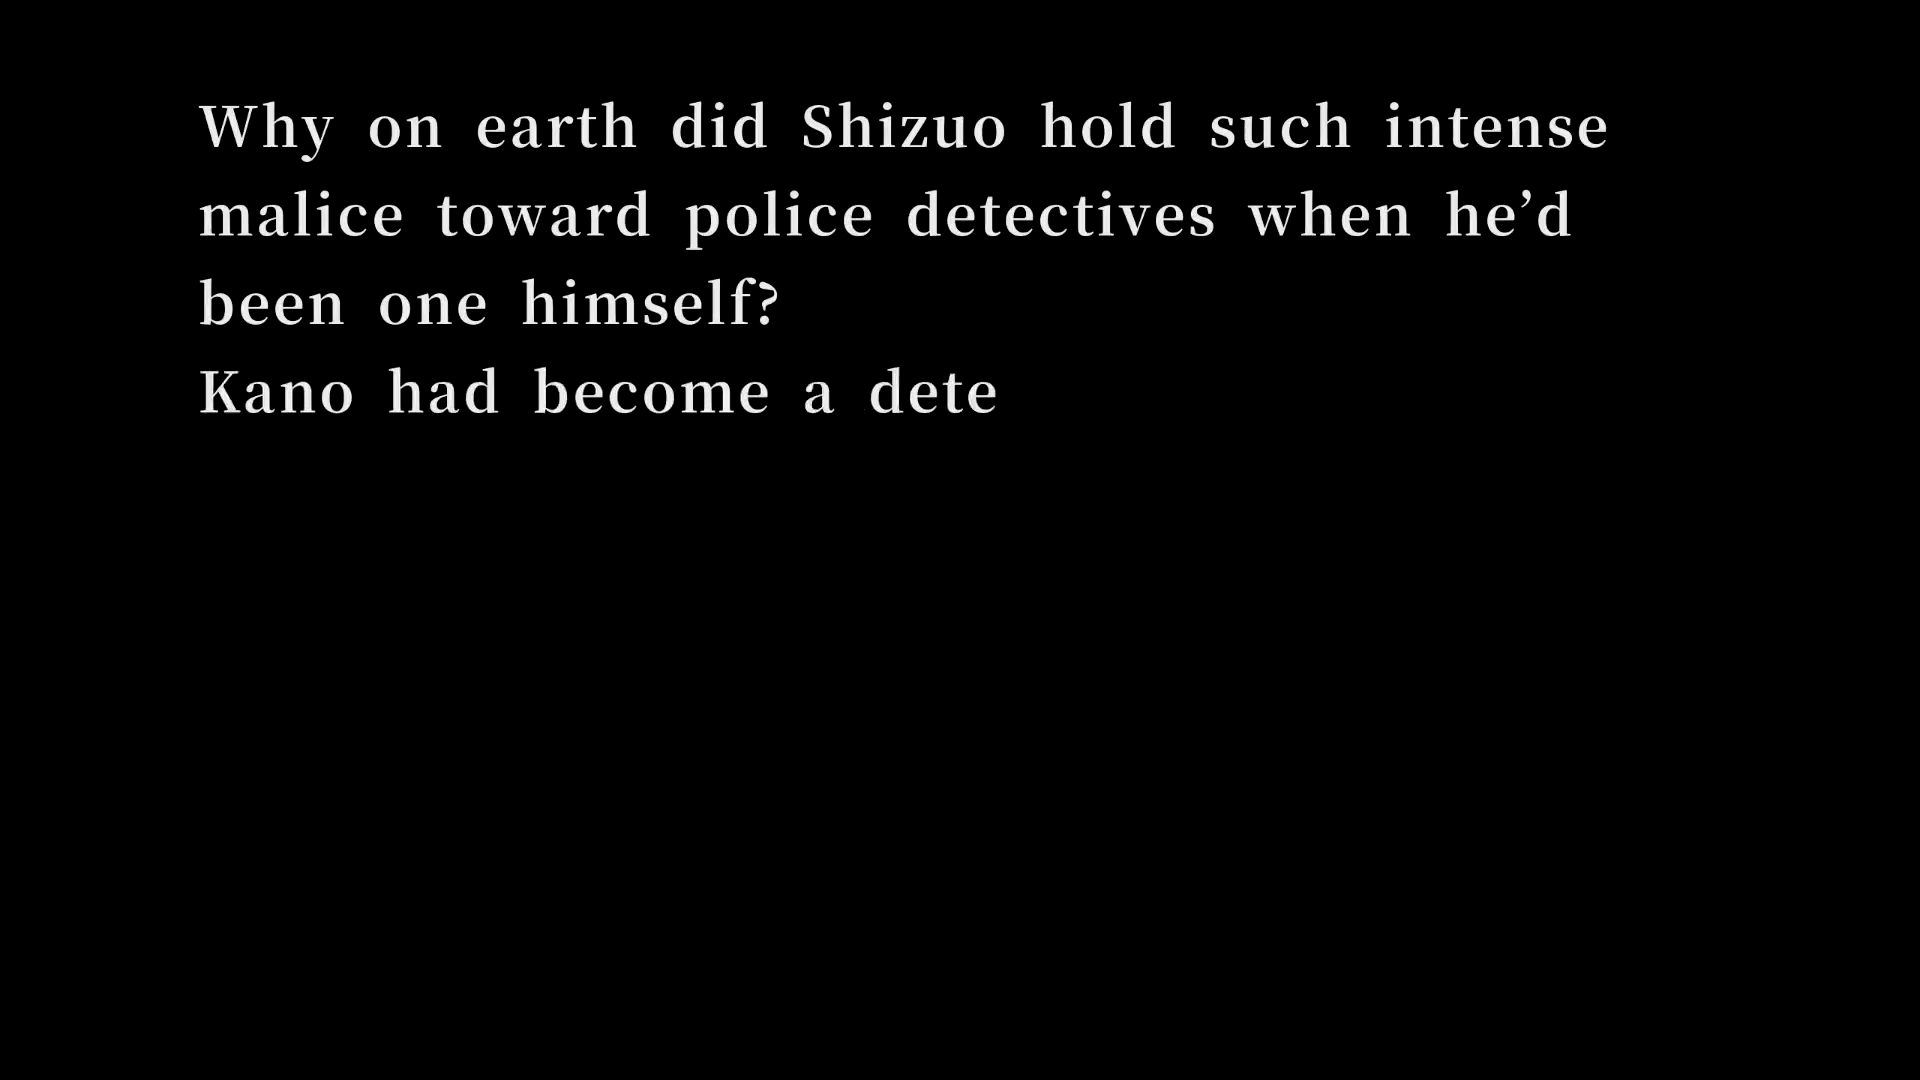 Why on earth did Shizuo hold such intense
malice toward police detectives when he’d
been one himself?
Kano had become a dete